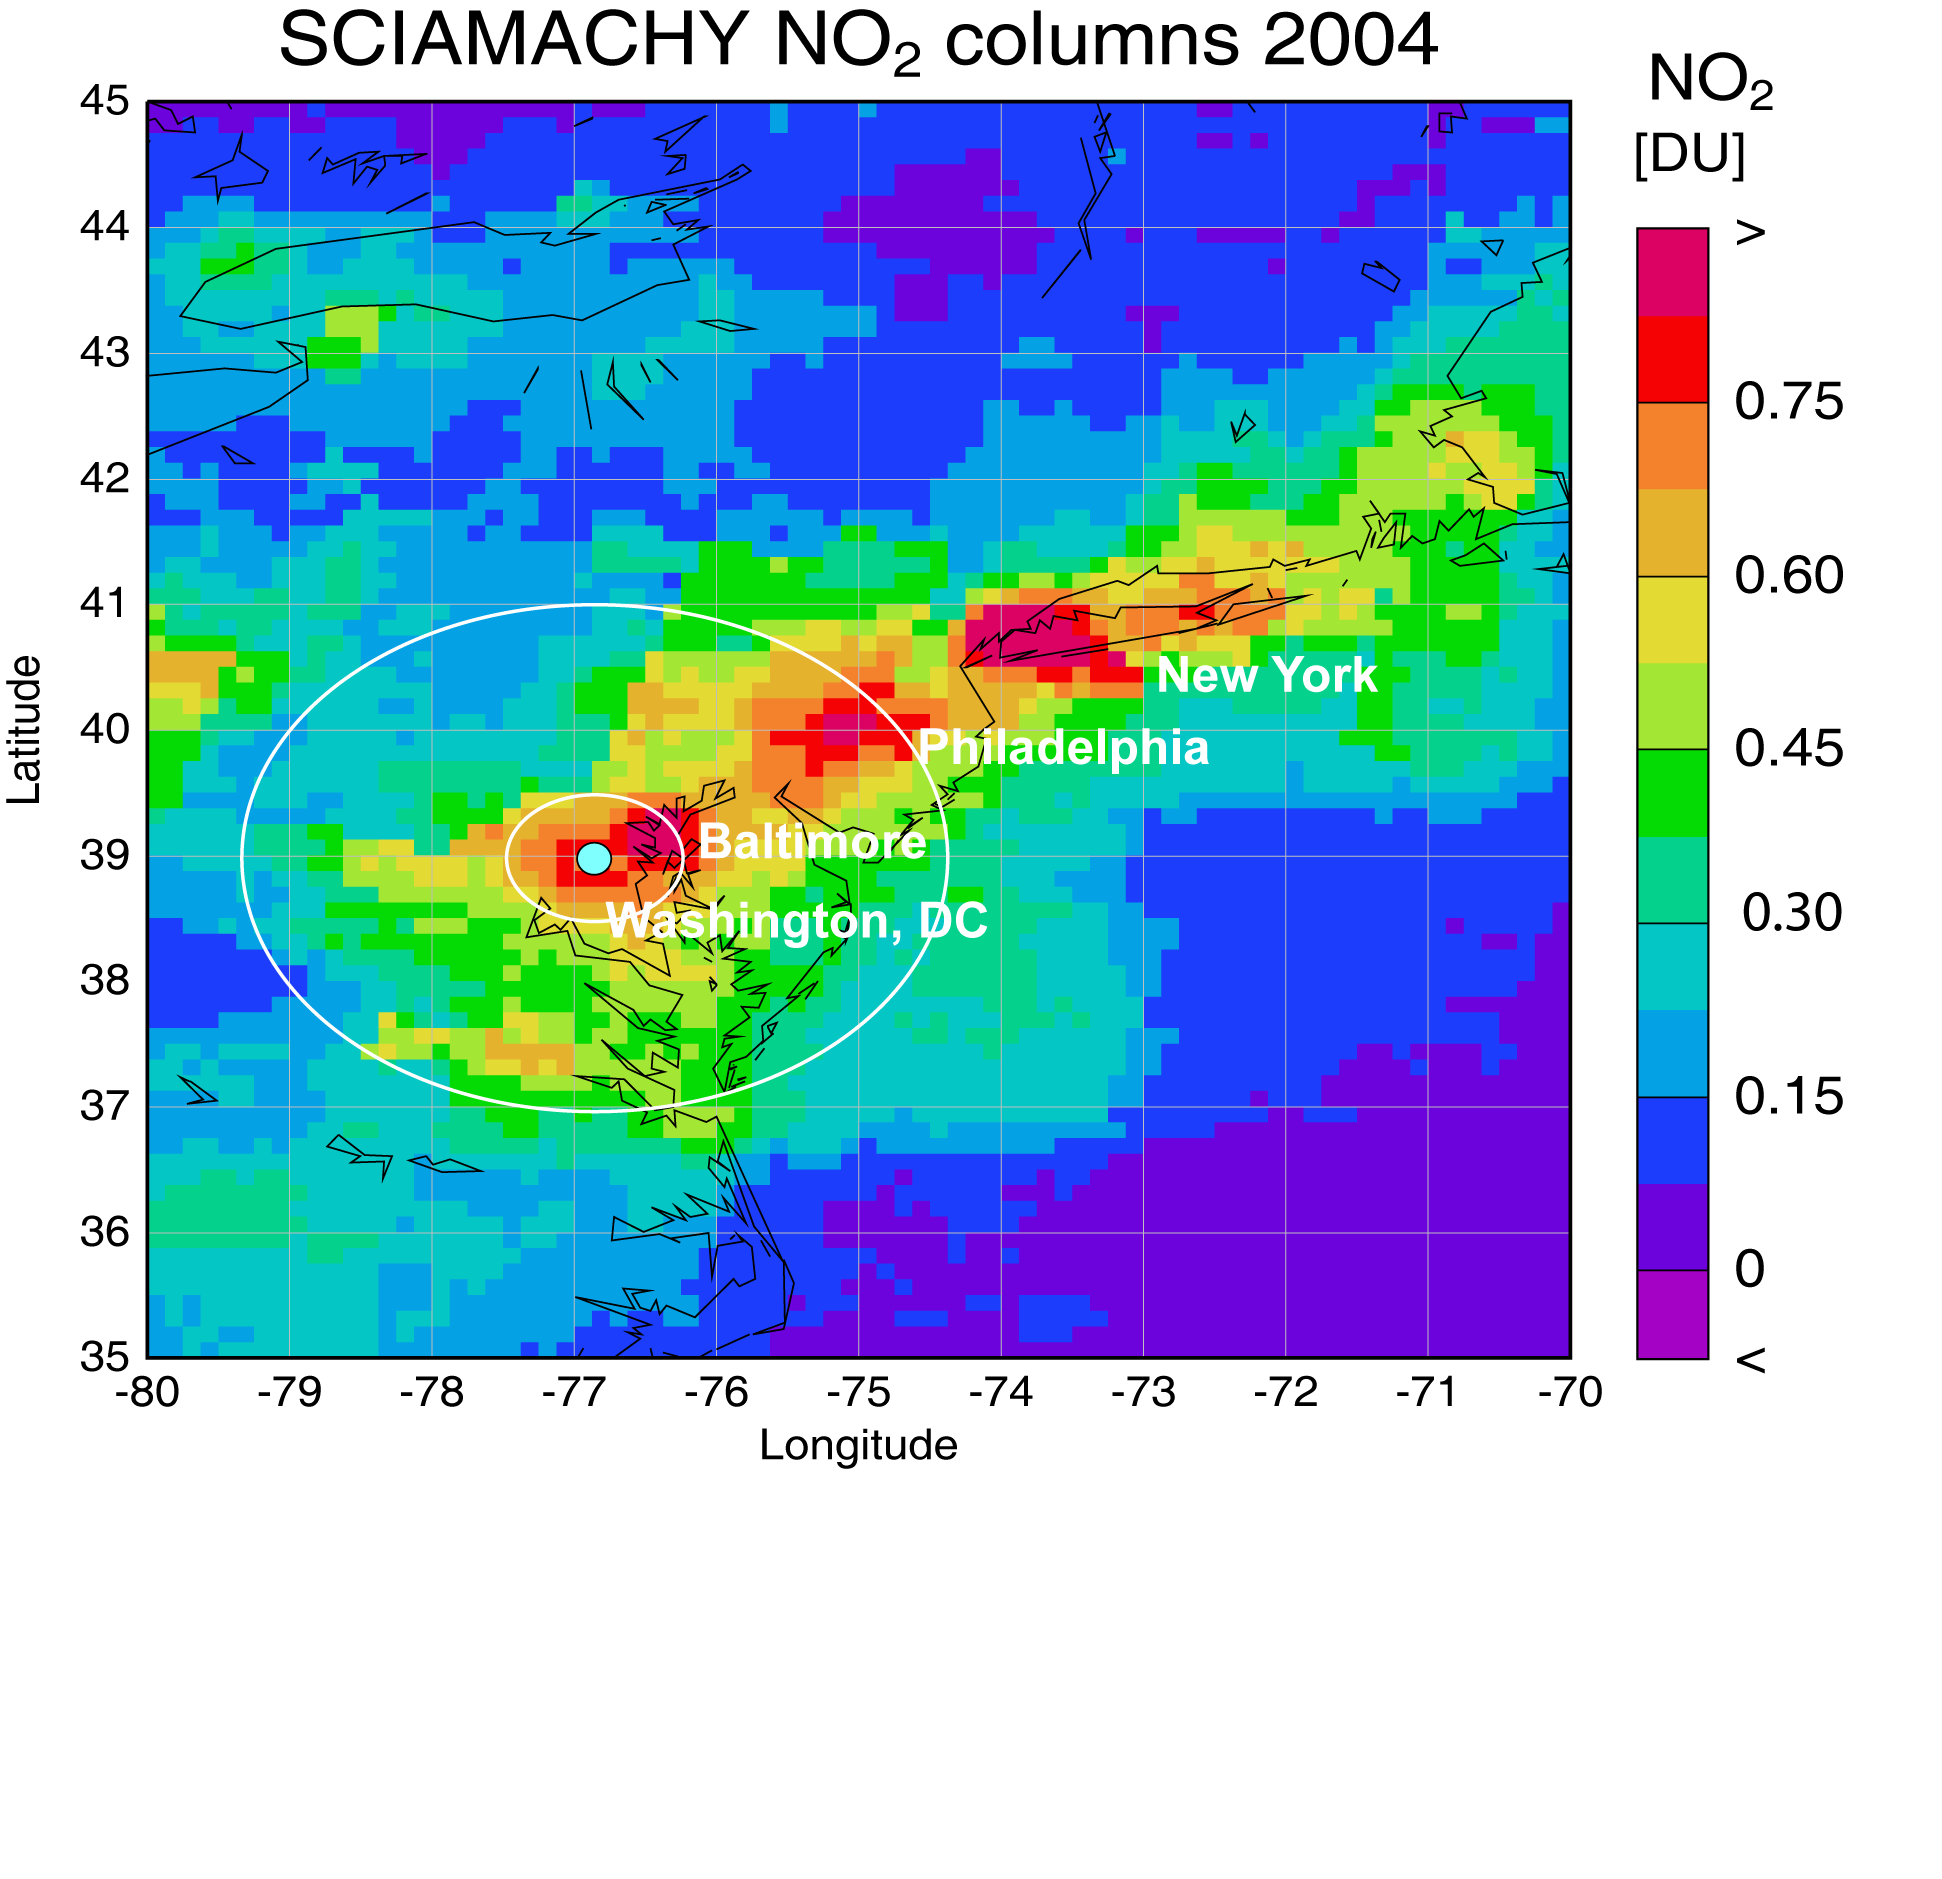 SCIAMACHY NO₂ columns 2004
NO₂
[DU]
>
0.75
0.60
0.45
0.30
0.15
0
<
Latitude
45
44
43
42
41
40
39
38
37
36
35
New York
Philadelphia
Baltimore
Washington, DC
-80 -79 -78 -77 -76 -75 -74 -73 -72 -71 -70
Longitude